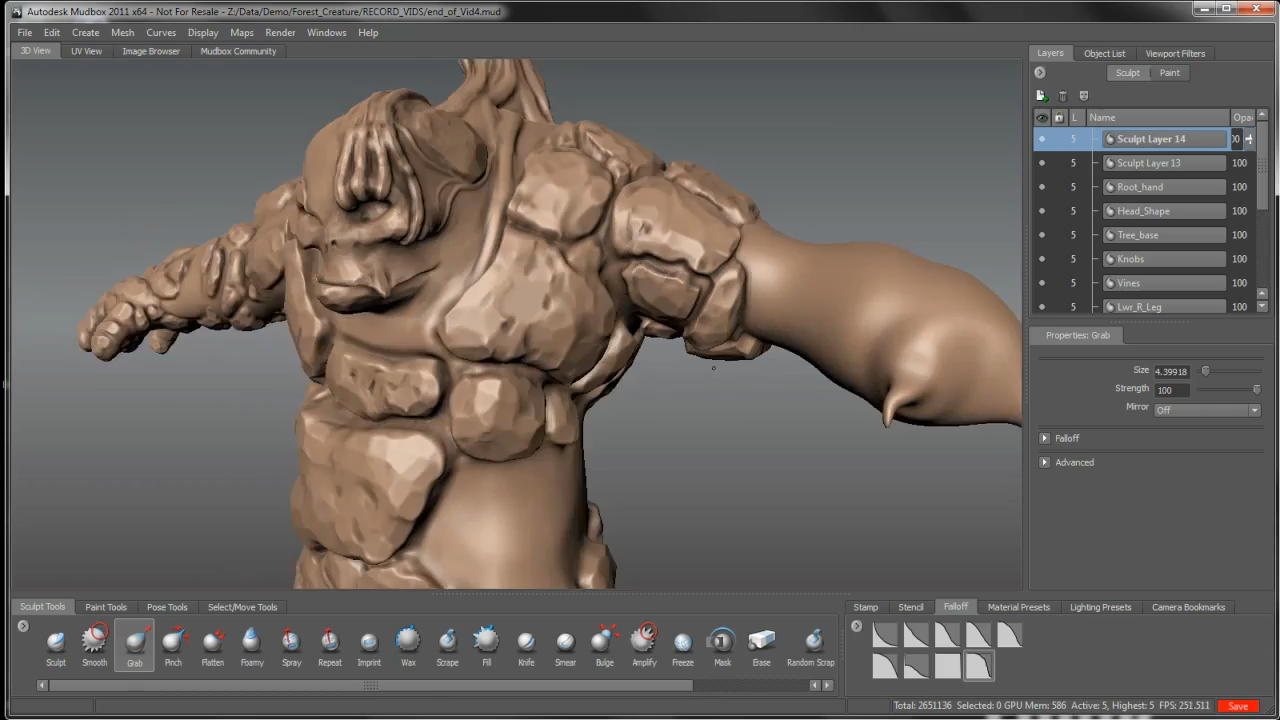 Autodesk Mudbox 2011 x64 - Not For Resale - Z:/Data/Demo/Forest_Creature/RECORD_VIDS/end_of_Vid4.mud
File Edit Create Mesh Curves Display Maps Render Windows Help
3D View UV View Image Browser Mudbox Community
Layers Object List Viewport Filters
Sculpt Paint
L Name Opa
5 Sculpt Layer 14 00
5 Sculpt Layer 13 100
5 Root_hand 100
5 Head_Shape 100
5 Tree_base 100
5 Knobs 100
5 Vines 100
5 Lwr_R_Leg 100
Properties: Grab
Size 4.39918
Strength 100
Mirror Off
Falloff
Advanced
Sculpt Tools Paint Tools Pose Tools Select/Move Tools
Sculpt Smooth Grab Pinch Flatten Foamy Spray Repeat Imprint Wax Scrape Fill Knife Smear Bulge Amplify Freeze Mask Erase Random Scrap
Stamp Stencil Falloff Material Presets Lighting Presets Camera Bookmarks
Total: 2651136 Selected: 0 GPU Mem: 586 Active: 5, Highest: 5 FPS: 251.511 Save